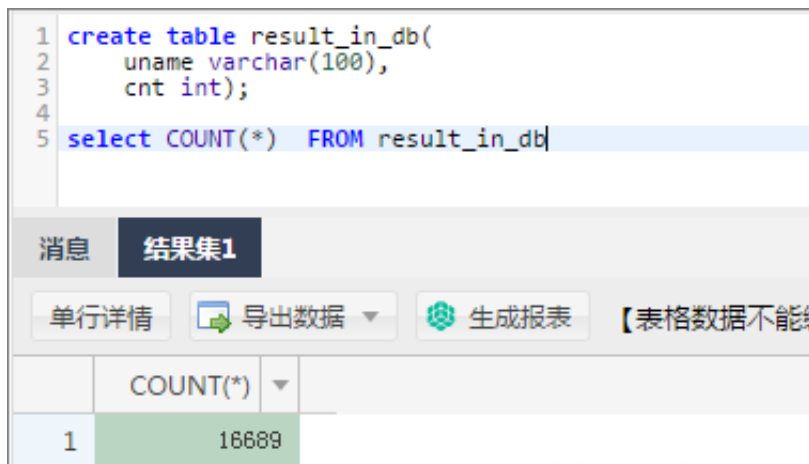 1 create table result_in_db(
2 uname varchar(100),
3 cnt int);
4
5 select COUNT(*) FROM result_in_db
消息 结果集1
单行详情 导出数据 生成报表 【表格数据不能
COUNT(*)
1 16689